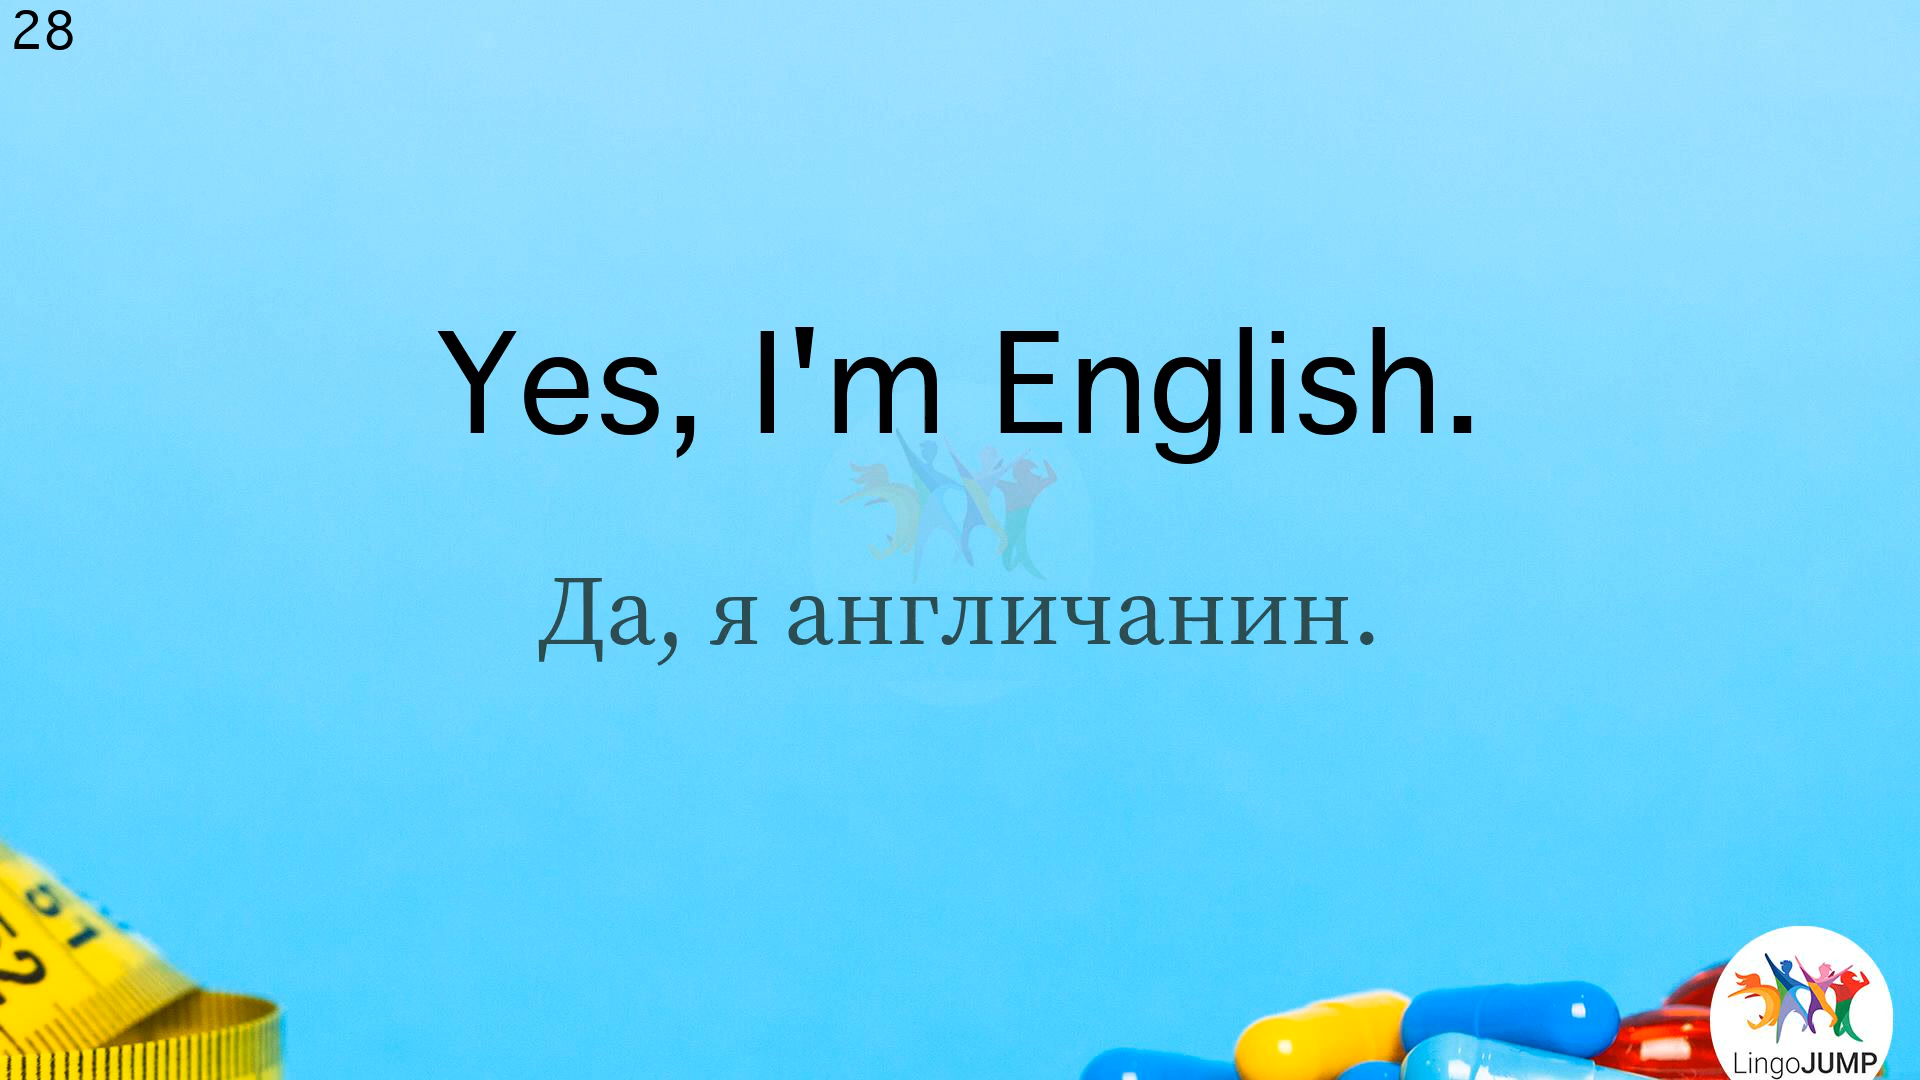 28
Yes, I'm English.
Да, я англичанин.
LingoJUMP